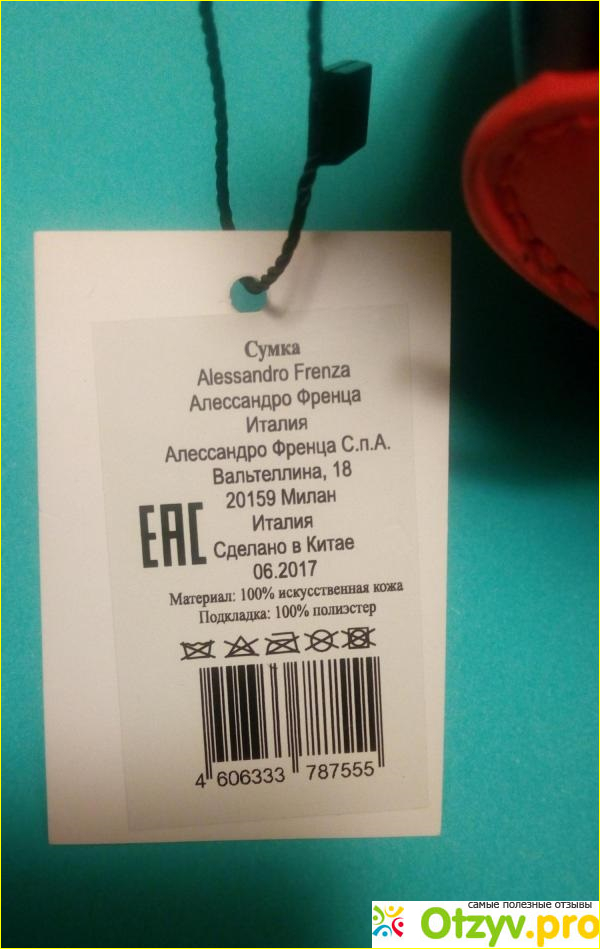 Сумка
Alessandro Frenza
Алессандро Френца
Италия
Алессандро Френца С.п.А.
Вальтеллина, 18
20159 Милан
Италия
EAC
Сделано в Китае
06.2017
Материал: 100% искусственная кожа
Подкладка: 100% полиэстер
4 606333 787555
самые полезные отзывы
Otzyv.pro